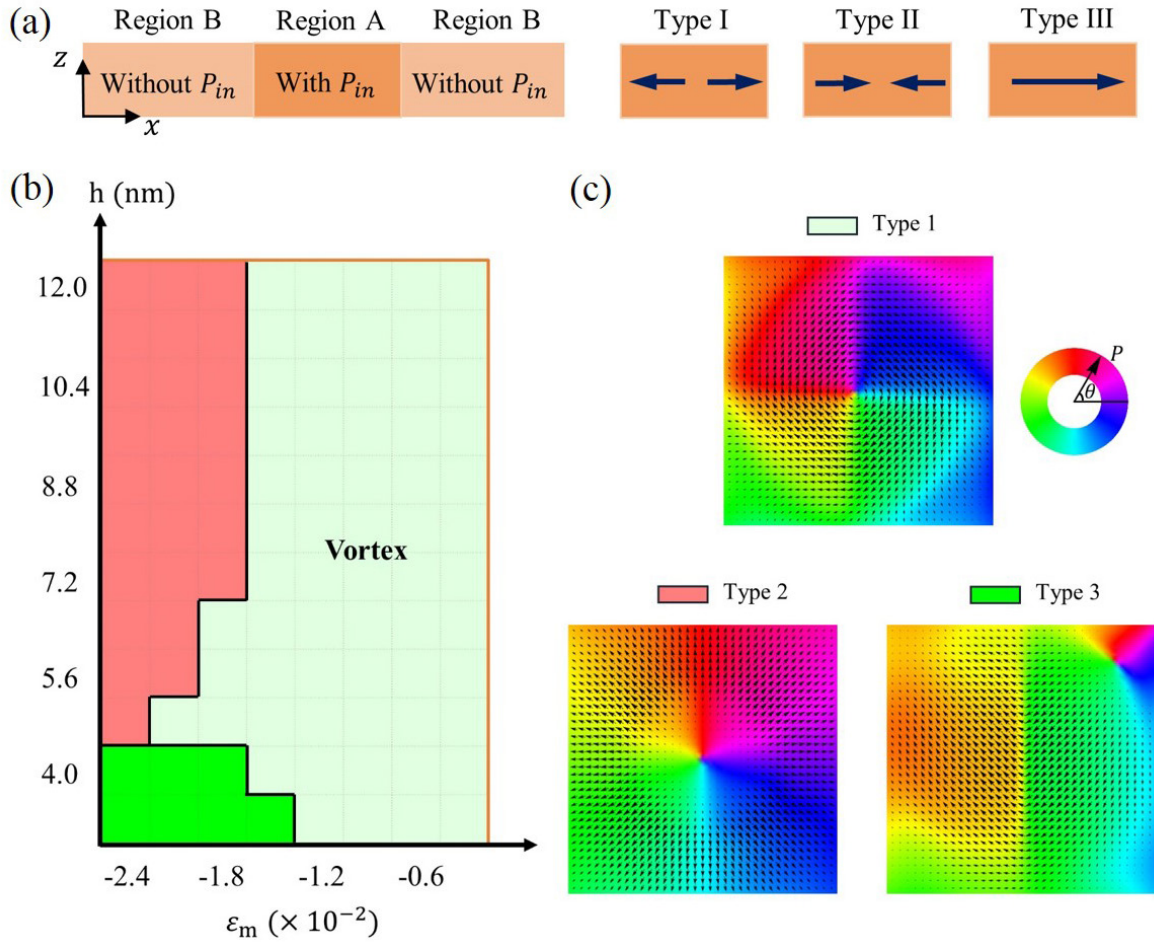 (a)
Region B Region A Region B
Type I Type II Type III
z
Without P_in With P_in Without P_in
x
(b)
h (nm)
12.0
10.4
8.8
7.2
5.6
4.0
Vortex
-2.4 -1.8 -1.2 -0.6
ε_m (× 10^-2)
(c)
Type 1
P
θ
Type 2
Type 3